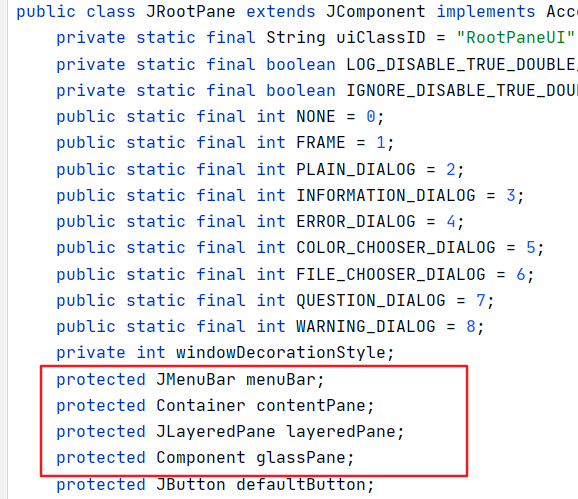 public class JRootPane extends JComponent implements Acc
private static final String uiClassID = "RootPaneUI"
private static final boolean LOG_DISABLE_TRUE_DOUBLE_
private static final boolean IGNORE_DISABLE_TRUE_DOU
public static final int NONE = 0;
public static final int FRAME = 1;
public static final int PLAIN_DIALOG = 2;
public static final int INFORMATION_DIALOG = 3;
public static final int ERROR_DIALOG = 4;
public static final int COLOR_CHOOSER_DIALOG = 5;
public static final int FILE_CHOOSER_DIALOG = 6;
public static final int QUESTION_DIALOG = 7;
public static final int WARNING_DIALOG = 8;
private int windowDecorationStyle;
protected JMenuBar menuBar;
protected Container contentPane;
protected JLayeredPane layeredPane;
protected Component glassPane;
protected JButton defaultButton;